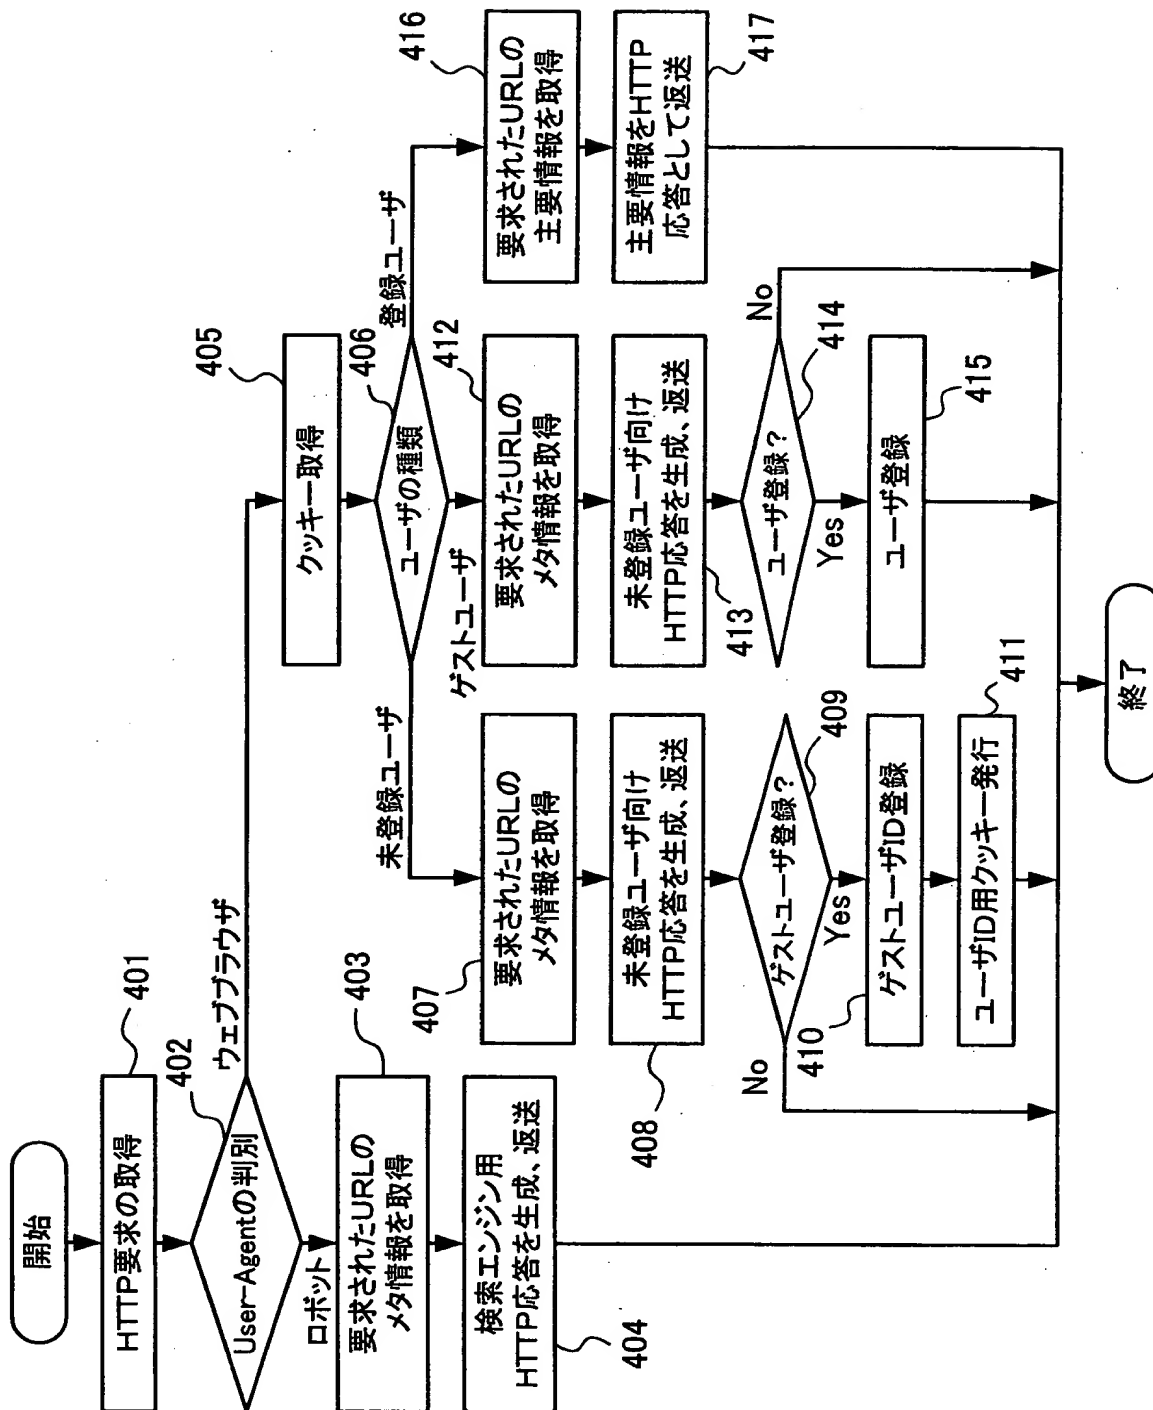 開始
HTTP要求の取得
401
User-Agentの判別
402
ウェブブラウザ
ロボット
要求されたURLの
メタ情報を取得
403
検索エンジン用
HTTP応答を生成、返送
404
クッキー取得
405
ユーザの種類
406
未登録ユーザ
ゲストユーザ
登録ユーザ
要求されたURLの
メタ情報を取得
407
未登録ユーザ向け
HTTP応答を生成、返送
408
ゲストユーザ登録?
409
No
Yes
ゲストユーザID登録
410
ユーザID用クッキー発行
411
要求されたURLの
メタ情報を取得
412
未登録ユーザ向け
HTTP応答を生成、返送
413
ユーザ登録?
414
No
Yes
ユーザ登録
415
要求されたURLの
主要情報を取得
416
主要情報をHTTP
応答として返送
417
終了